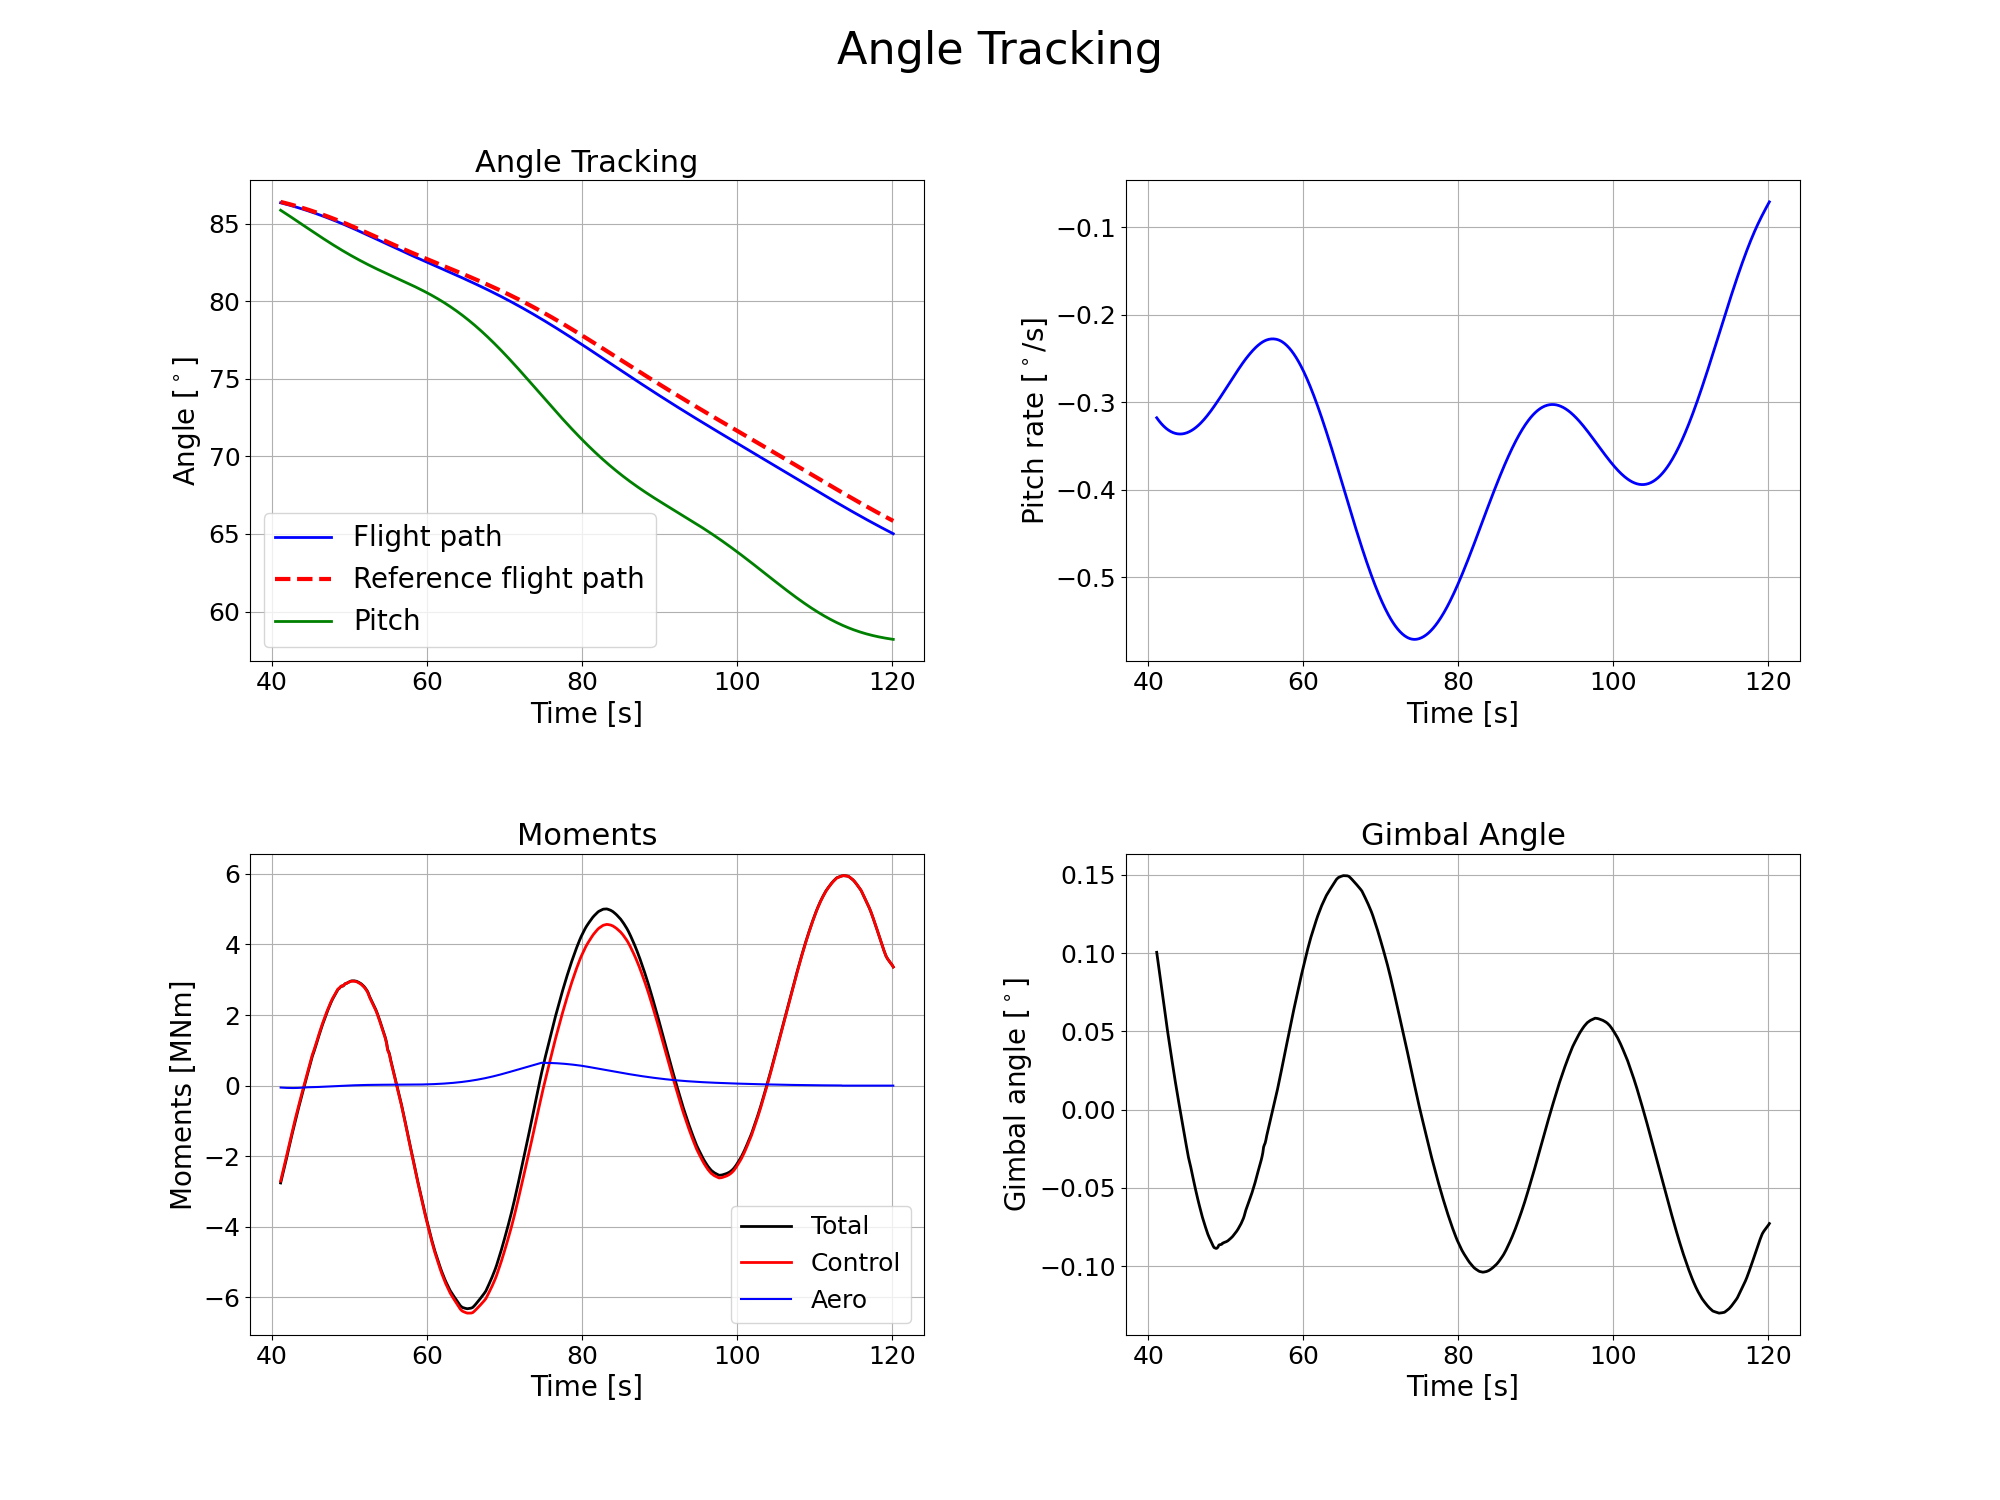 Angle Tracking
Angle Tracking
Angle [°]
85
80
75
70
65
60
Flight path
Reference flight path
Pitch
40 60 80 100 120
Time [s]
Pitch rate [°/s]
−0.1
−0.2
−0.3
−0.4
−0.5
40 60 80 100 120
Time [s]
Moments
Moments [MNm]
6
4
2
0
−2
−4
−6
Total
Control
Aero
40 60 80 100 120
Time [s]
Gimbal Angle
Gimbal angle [°]
0.15
0.10
0.05
0.00
−0.05
−0.10
40 60 80 100 120
Time [s]